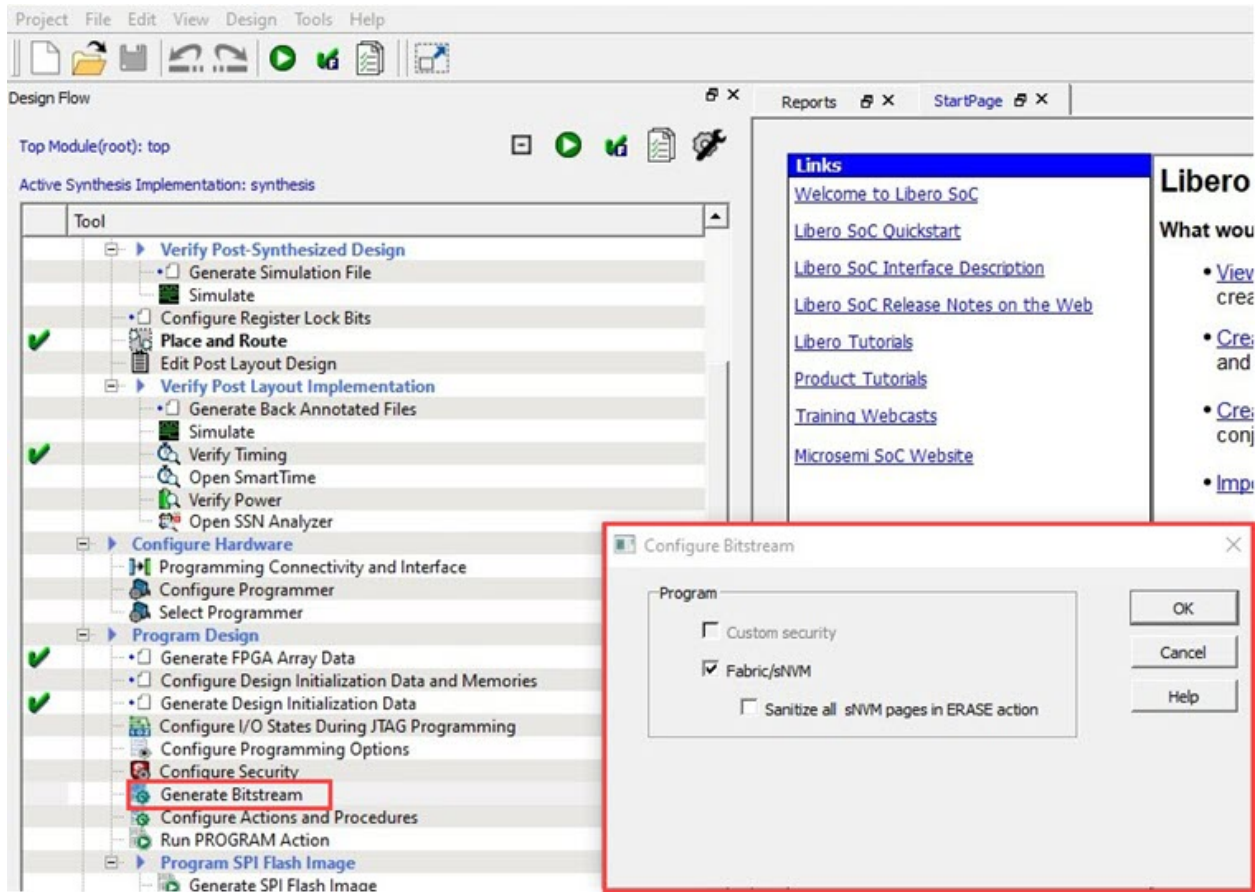 Project File Edit View Design Tools Help
Design Flow
Reports
StartPage
Top Module(root): top
Active Synthesis Implementation: synthesis
Tool
Verify Post-Synthesized Design
Generate Simulation File
Simulate
Configure Register Lock Bits
Place and Route
Edit Post Layout Design
Verify Post Layout Implementation
Generate Back Annotated Files
Simulate
Verify Timing
Open SmartTime
Verify Power
Open SSN Analyzer
Configure Hardware
Programming Connectivity and Interface
Configure Programmer
Select Programmer
Program Design
Generate FPGA Array Data
Configure Design Initialization Data and Memories
Generate Design Initialization Data
Configure I/O States During JTAG Programming
Configure Programming Options
Configure Security
Generate Bitstream
Configure Actions and Procedures
Run PROGRAM Action
Program SPI Flash Image
Generate SPI Flash Image
Links
Welcome to Libero SoC
Libero SoC Quickstart
Libero SoC Interface Description
Libero SoC Release Notes on the Web
Libero Tutorials
Product Tutorials
Training Webcasts
Microsemi SoC Website
Libero
What wou
• View
crea
• Crea
and
• Crea
conj
• Impo
Configure Bitstream
Program
Custom security
Fabric/sNVM
Sanitize all sNVM pages in ERASE action
OK
Cancel
Help